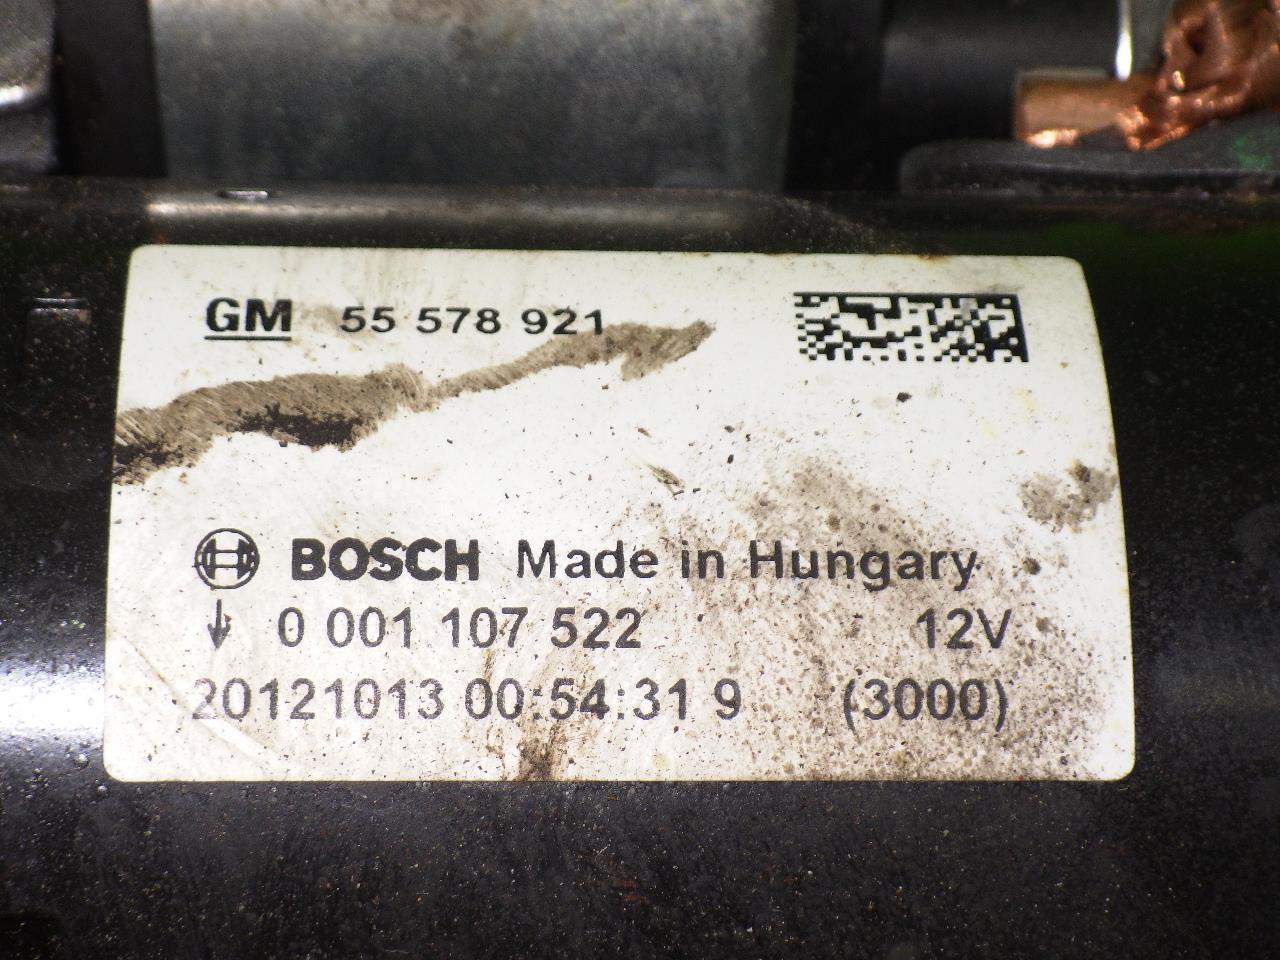 GM 55 578 921
BOSCH Made in Hungary
0 001 107 522 12V
20121013 00:54:31 9 (3000)